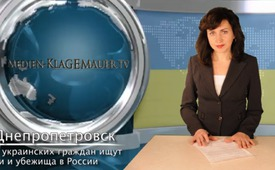 MEDIEN-KLAGEMAUER.TV
Днепропетровск
украинских граждан ищут
и и убежища в России